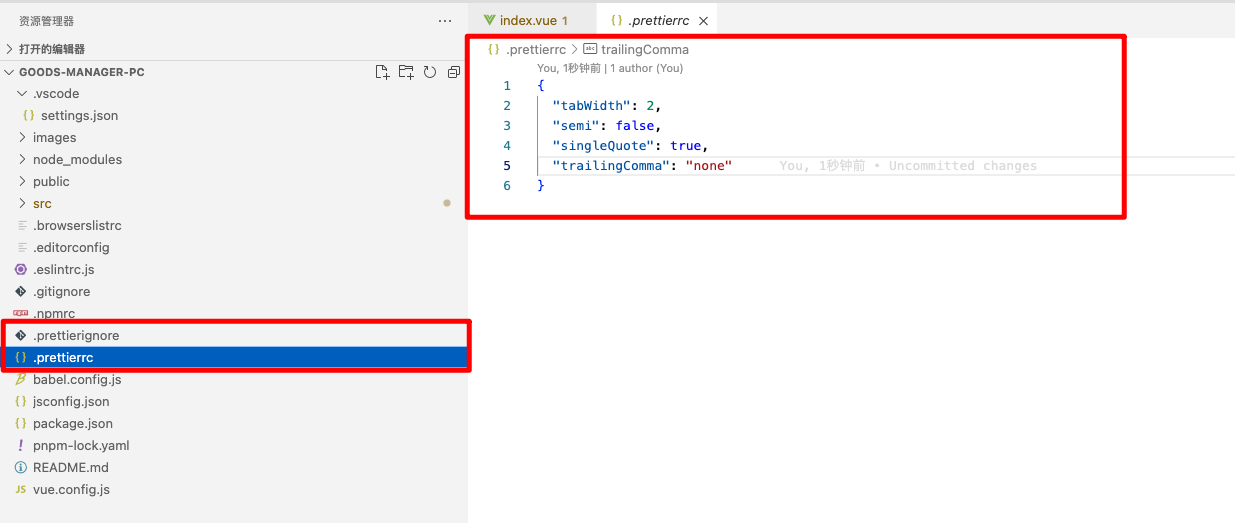 资源管理器
打开的编辑器
GOODS-MANAGER-PC
.vscode
settings.json
images
node_modules
public
src
.browserslistrc
.editorconfig
.eslintrc.js
.gitignore
.npmrc
.prettierignore
.prettierrc
babel.config.js
jsconfig.json
package.json
pnpm-lock.yaml
README.md
JS vue.config.js
index.vue 1
{} .prettierrc
{} .prettierrc > abc trailingComma
You, 1秒钟前 | 1 author (You)
1 {
2 "tabWidth": 2,
3 "semi": false,
4 "singleQuote": true,
5 "trailingComma": "none" You, 1秒钟前 • Uncommitted changes
6 }